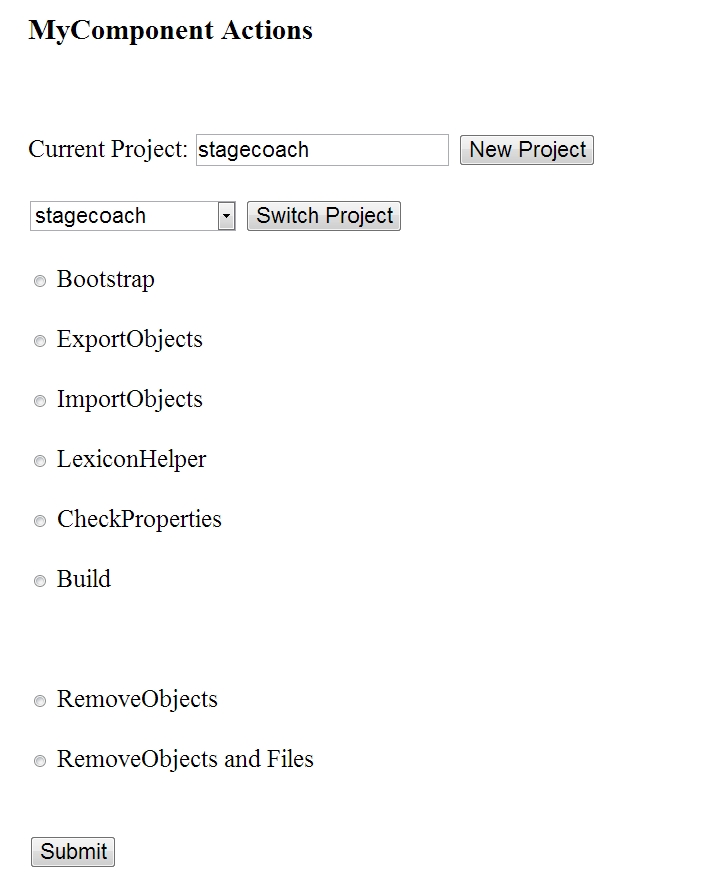 MyComponent Actions
Current Project: stagecoach New Project
stagecoach Switch Project
Bootstrap
ExportObjects
ImportObjects
LexiconHelper
CheckProperties
Build
RemoveObjects
RemoveObjects and Files
Submit